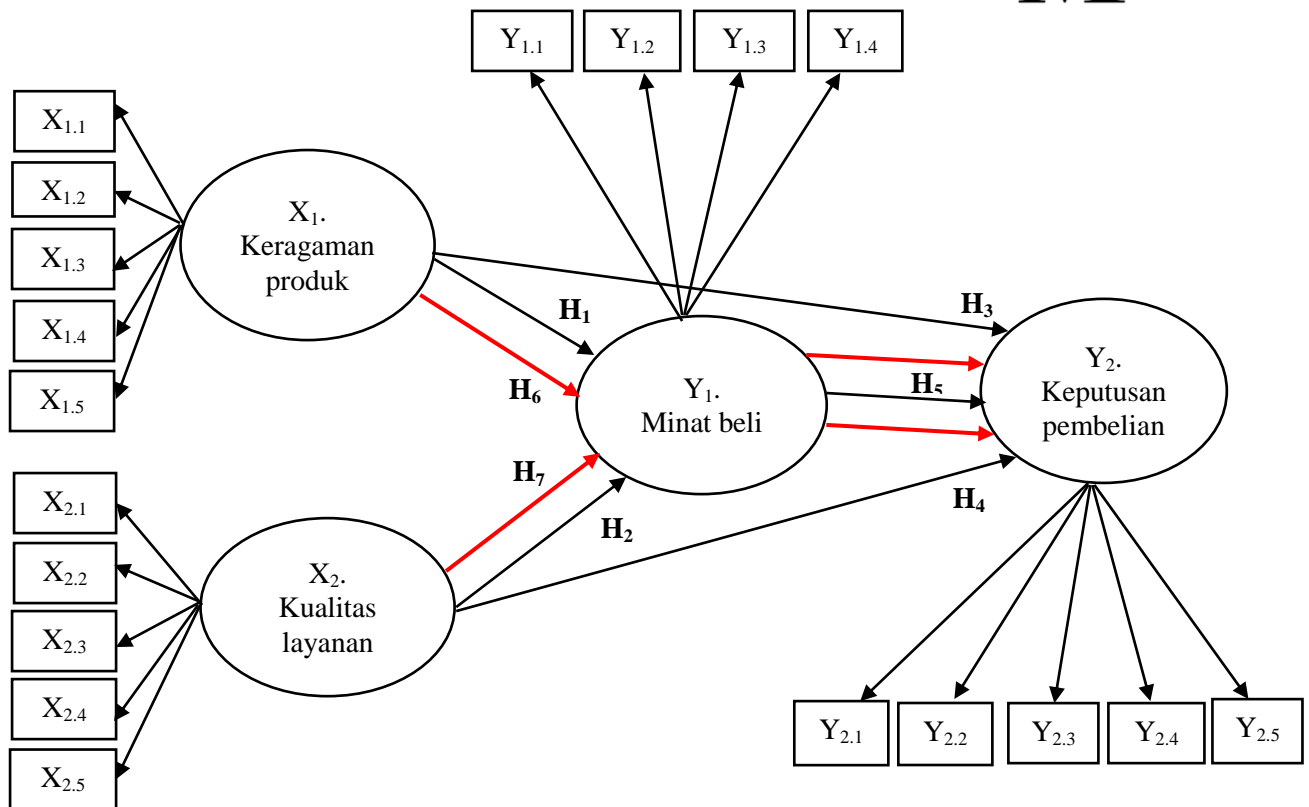 Y1.1 Y1.2 Y1.3 Y1.4
X1.1
X1.2
X1.3
X1.4
X1.5
X1.
Keragaman
produk
H1
H3
H6
Y1.
Minat beli
H5
Y2.
Keputusan
pembelian
H7
H2
H4
X2.1
X2.2
X2.3
X2.4
X2.5
X2.
Kualitas
layanan
Y2.1 Y2.2 Y2.3 Y2.4 Y2.5